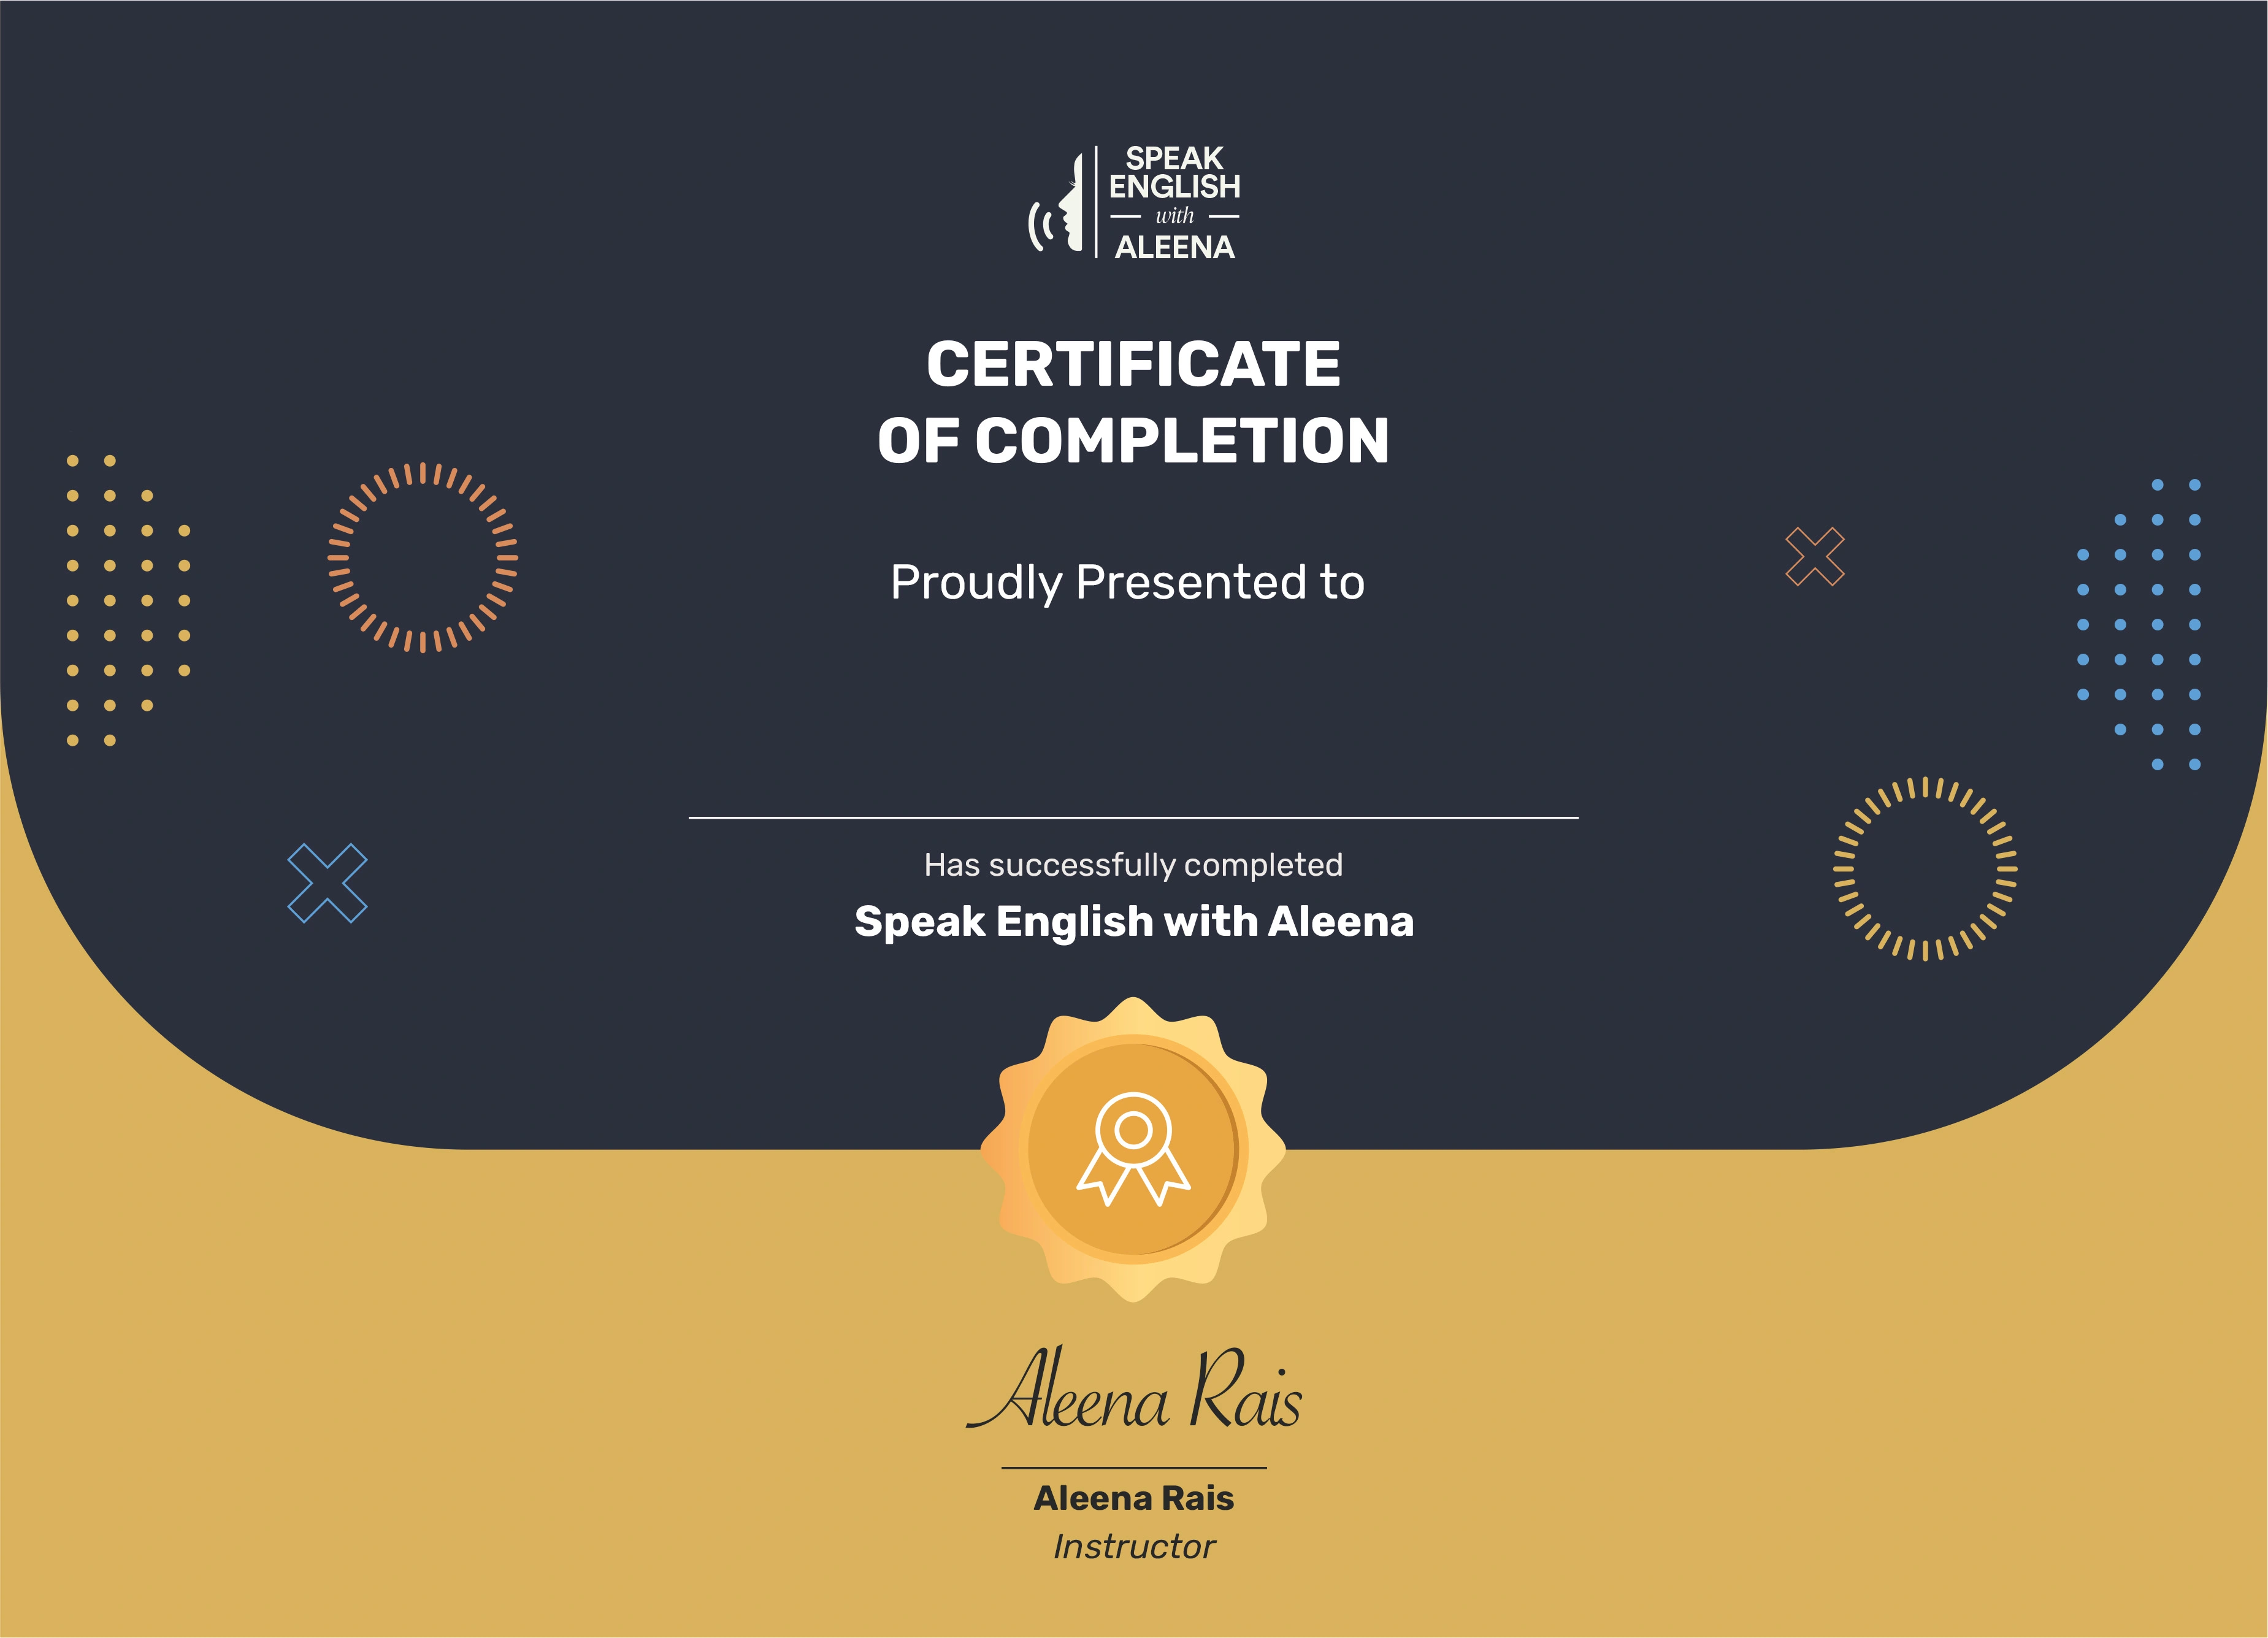 SPEAK
ENGLISH
with
ALEENA
CERTIFICATE
OF COMPLETION
Proudly Presented to
Has successfully completed
Speak English with Aleena
Aleena Rais
Aleena Rais
Instructor